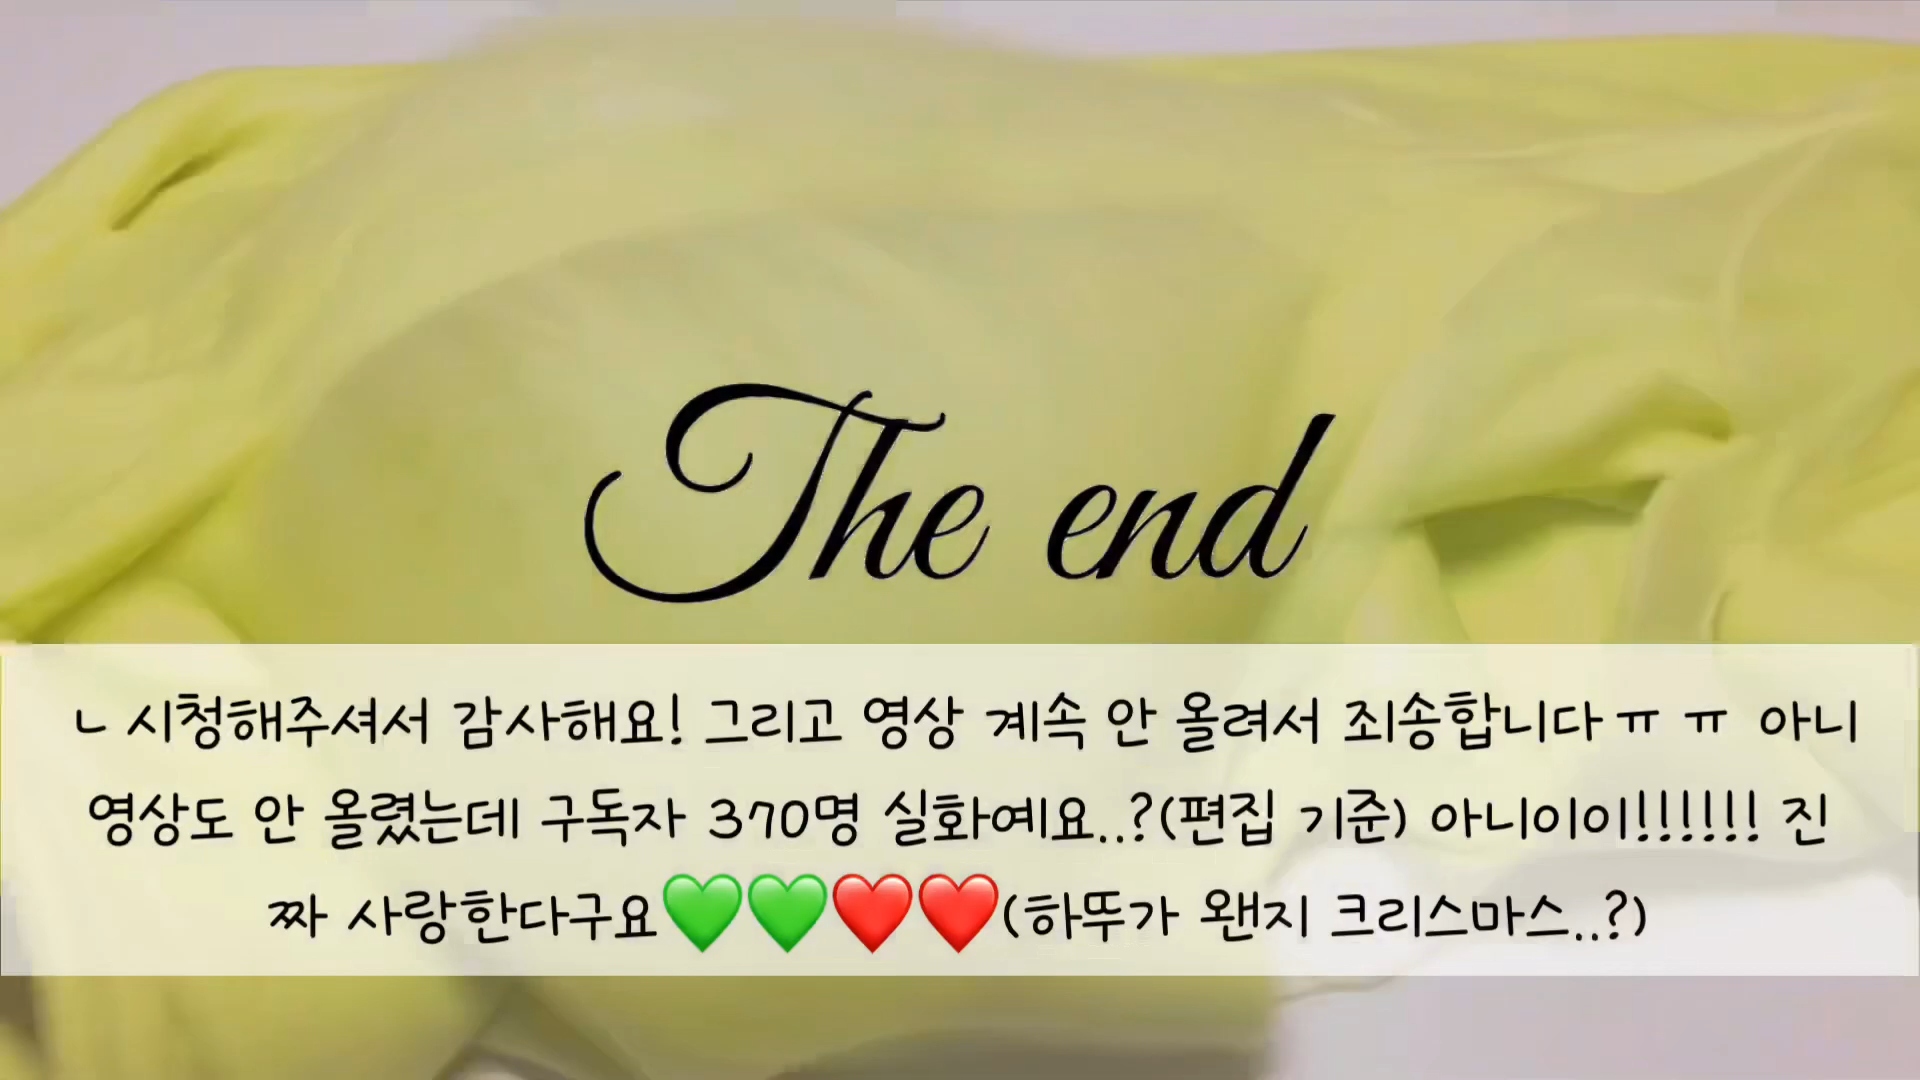 The end
ㄴ 시청해주셔서 감사해요! 그리고 영상 계속 안 올려서 죄송합니다ㅠ ㅠ 아니
영상도 안 올렸는데 구독자 370명 실화예요..?(편집 기준) 아니이이!!!!!! 진
짜 사랑한다구요💚💚❤️❤️(하뚜가 왠지 크리스마스..?)